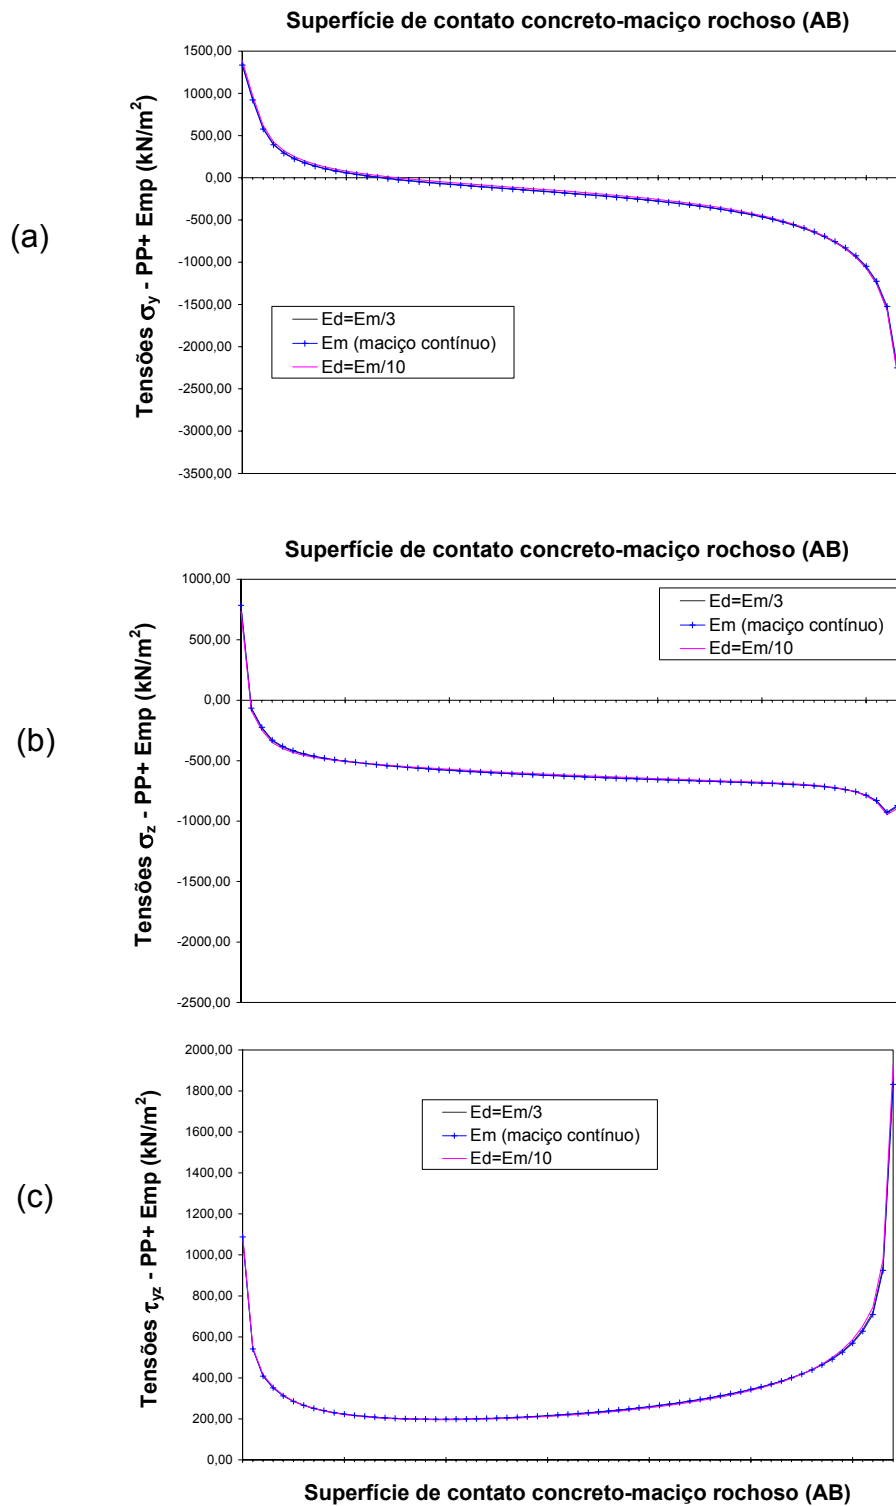 Superfície de contato concreto-maciço rochoso (AB)
(a)
Tensões σy - PP+ Emp (kN/m²)
1500,00
1000,00
500,00
0,00
-500,00
-1000,00
-1500,00
-2000,00
-2500,00
-3000,00
-3500,00
Ed=Em/3
Em (maciço contínuo)
Ed=Em/10
Superfície de contato concreto-maciço rochoso (AB)
(b)
Tensões σz - PP+ Emp (kN/m²)
1000,00
500,00
0,00
-500,00
-1000,00
-1500,00
-2000,00
-2500,00
Ed=Em/3
Em (maciço contínuo)
Ed=Em/10
(c)
Tensões τyz - PP+ Emp (kN/m²)
2000,00
1800,00
1600,00
1400,00
1200,00
1000,00
800,00
600,00
400,00
200,00
0,00
Ed=Em/3
Em (maciço contínuo)
Ed=Em/10
Superfície de contato concreto-maciço rochoso (AB)